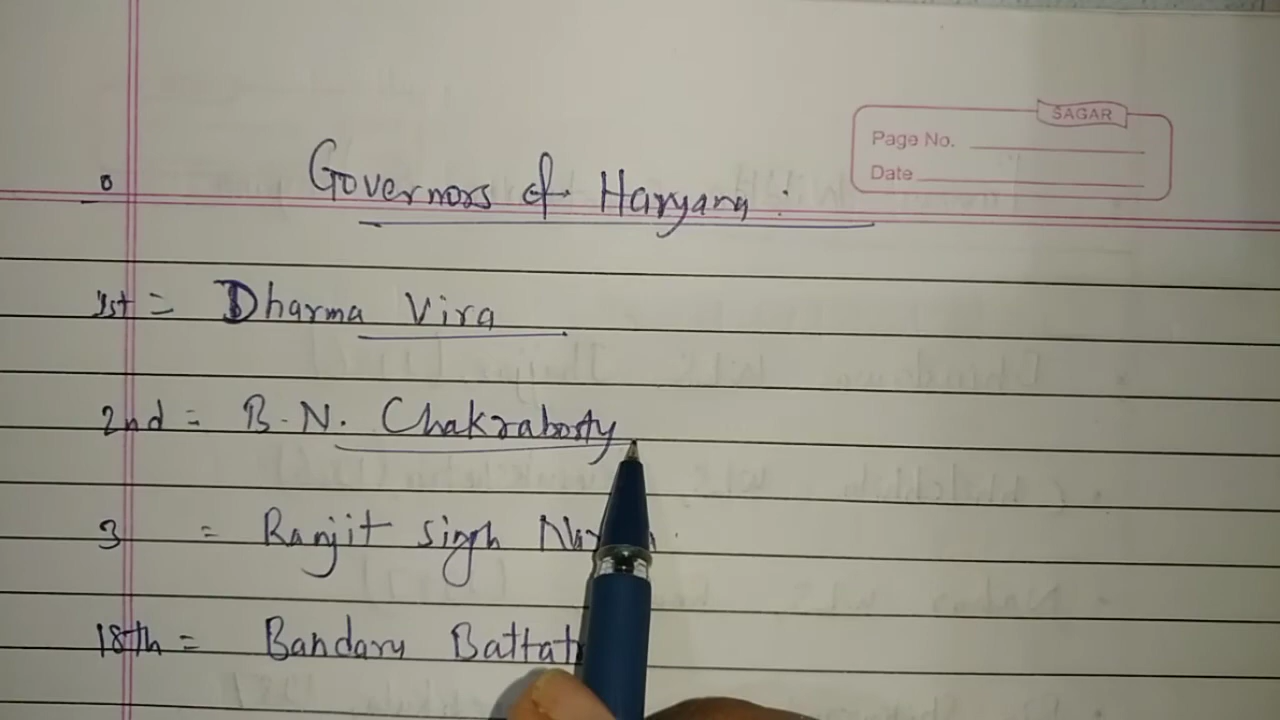 SAGAR
Page No.
Date
Governors of Haryana :
1st = Dharma Vira
2nd = B.N. Chakraborty
3 = Ranjit Singh
18th = Bandaru